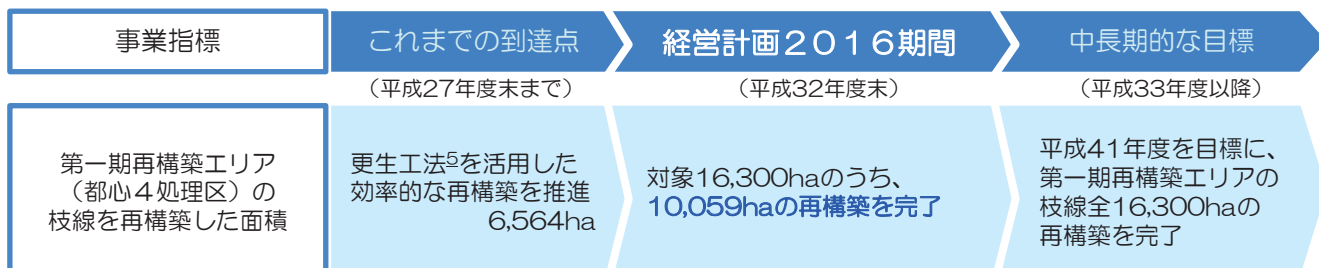 事業指標
これまでの到達点
経営計画2016期間
中長期的な目標
(平成27年度末まで)
(平成32年度末)
(平成33年度以降)
第一期再構築エリア
(都心4処理区)の
枝線を再構築した面積
更生工法5を活用した
効率的な再構築を推進
6,564ha
対象16,300haのうち、
10,059haの再構築を完了
平成41年度を目標に、
第一期再構築エリアの
枝線全16,300haの
再構築を完了